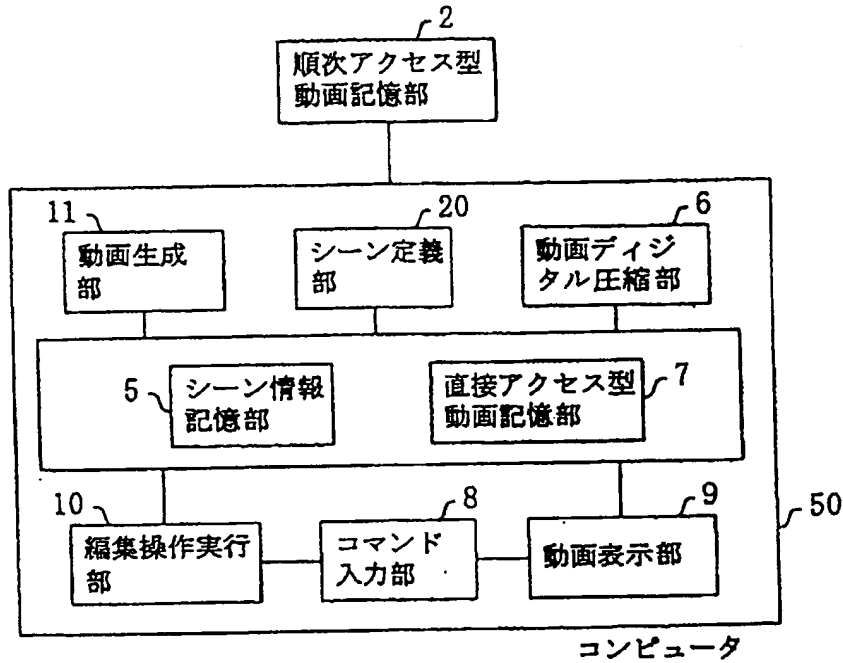 2
順次アクセス型
動画記憶部
11
20
6
動画生成
部
シーン定義
部
動画ディジ
タル圧縮部
5
シーン情報
記憶部
直接アクセス型
動画記憶部
7
10
8
9
50
編集操作実行
部
コマンド
入力部
動画表示部
コンピュータ